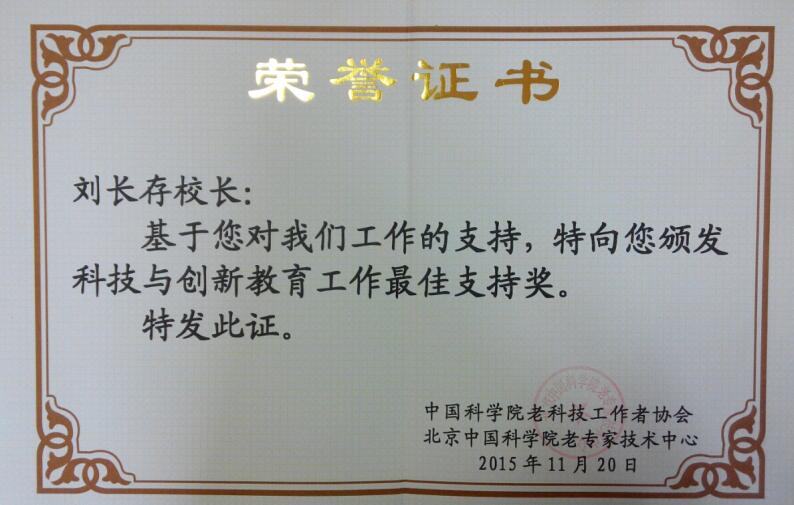 荣誉证书
刘长存校长：
基于您对我们工作的支持，特向您颁发
科技与创新教育工作最佳支持奖。
特发此证。
中国科学院老科技工作者协会
北京中国科学院老专家技术中心
2015年11月20日